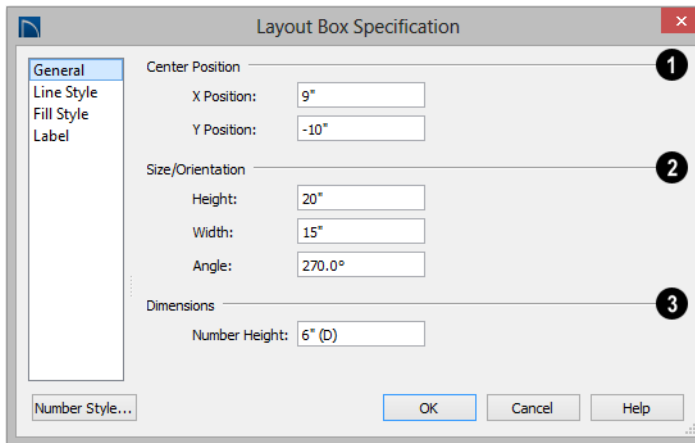 Layout Box Specification
General
Line Style
Fill Style
Label
Center Position 1
X Position: 9"
Y Position: -10"
Size/Orientation 2
Height: 20"
Width: 15"
Angle: 270.0°
Dimensions 3
Number Height: 6" (D)
Number Style... OK Cancel Help